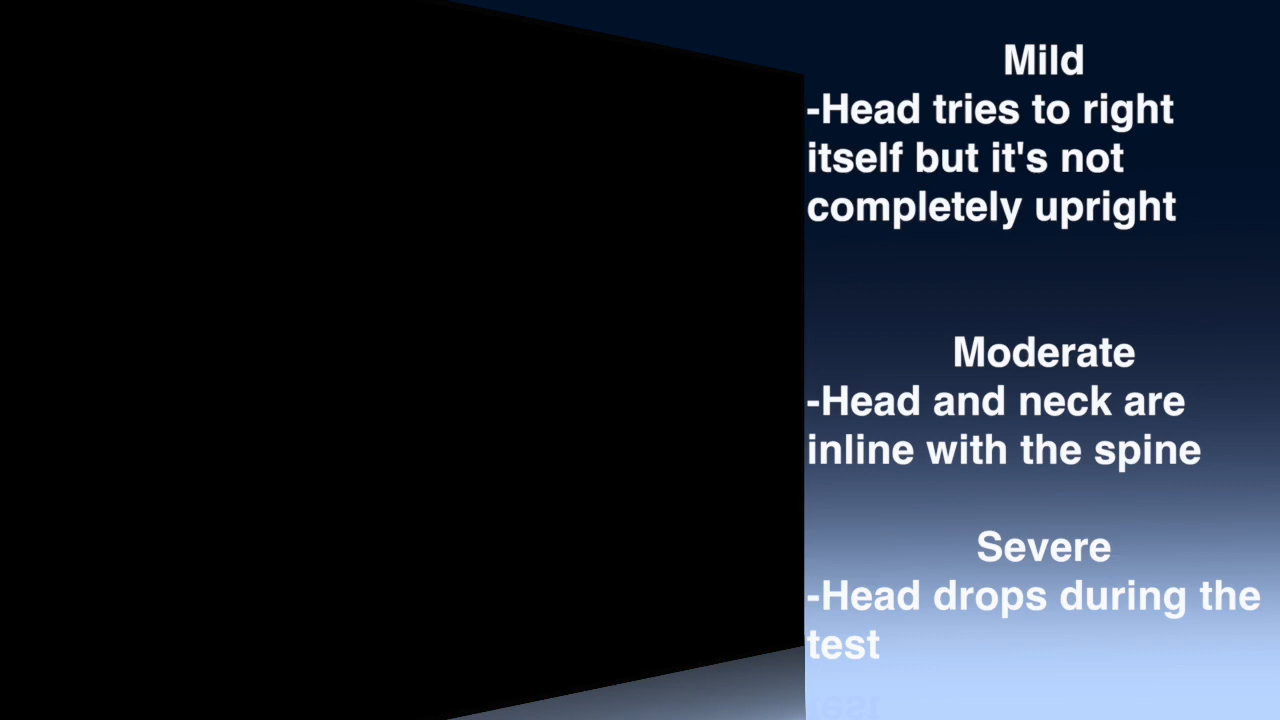 Mild
-Head tries to right
itself but it's not
completely upright
Moderate
-Head and neck are
inline with the spine
Severe
-Head drops during the
test